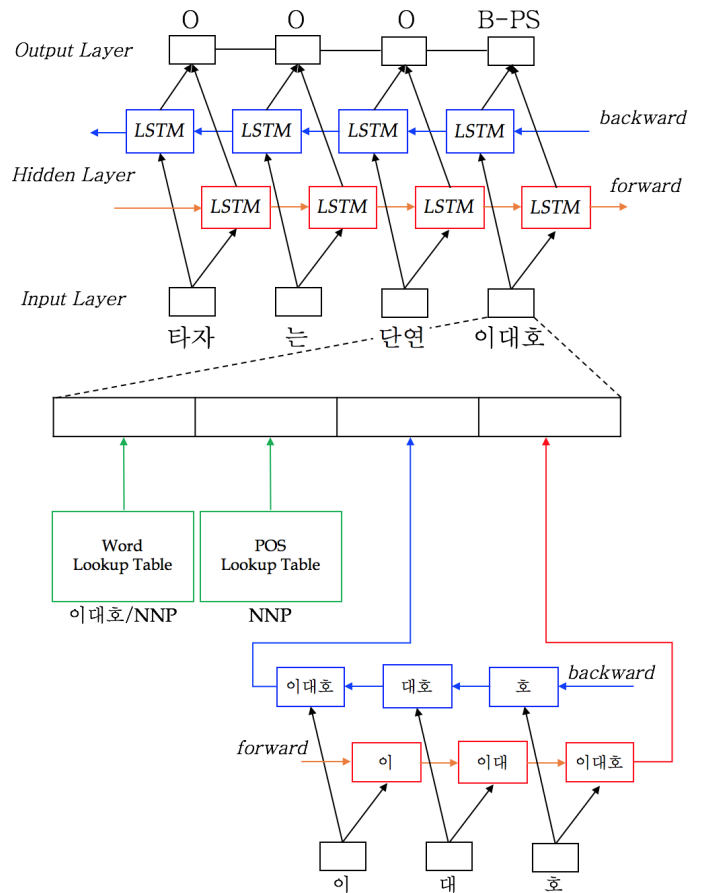 O O O B-PS
Output Layer
LSTM LSTM LSTM LSTM backward
Hidden Layer
LSTM LSTM LSTM LSTM forward
Input Layer
타자 는 단연 이대호
Word
Lookup Table
POS
Lookup Table
이대호/NNP NNP
이대호 대호 호 backward
forward
이 이대 이대호
이 대 호